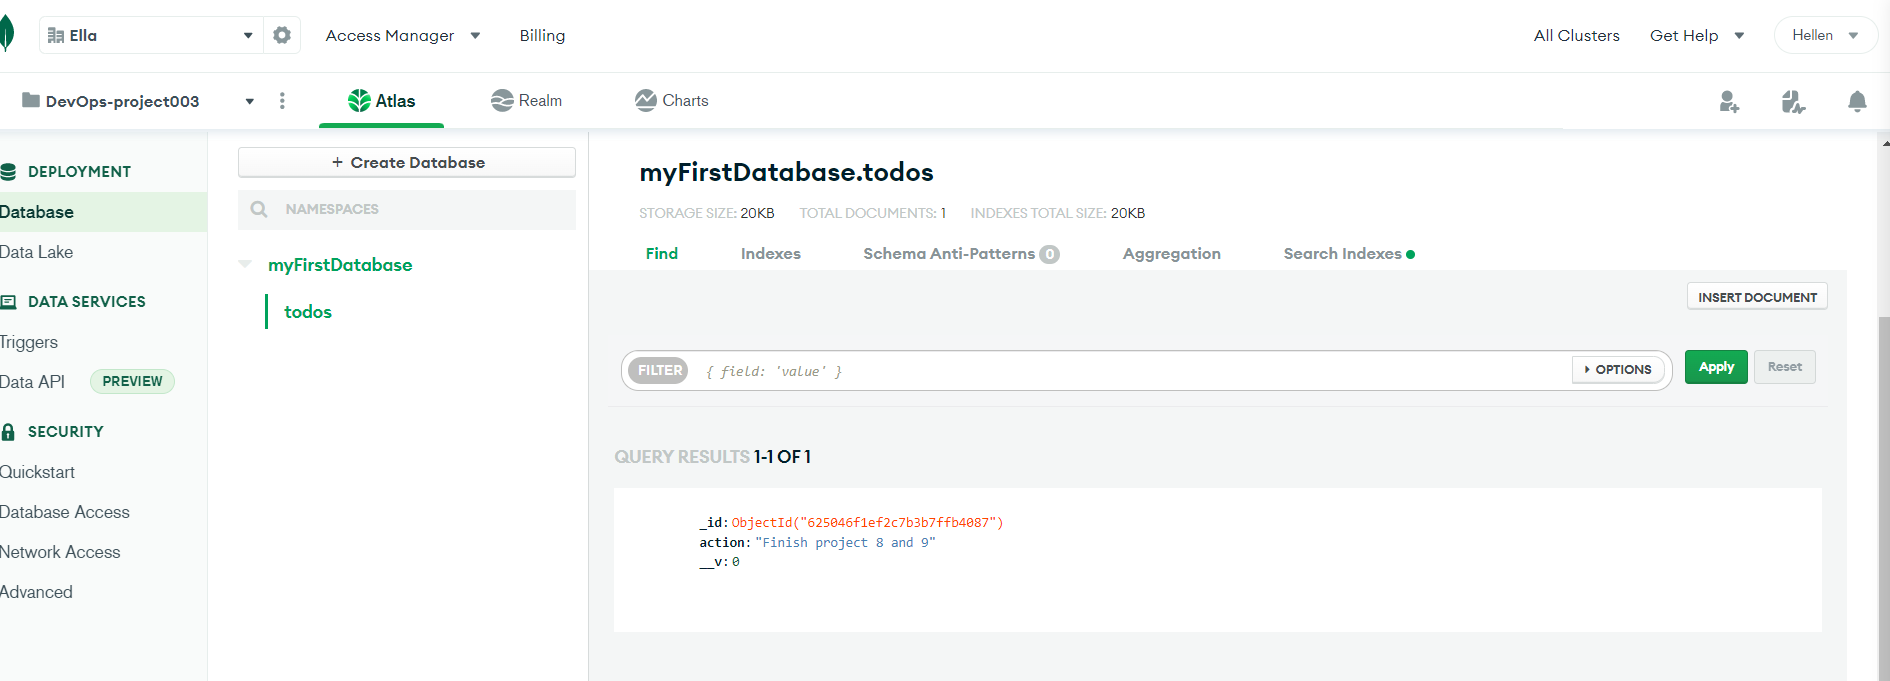 Ella Access Manager Billing All Clusters Get Help Hellen
DevOps-project003 Atlas Realm Charts
DEPLOYMENT
Database
Data Lake
DATA SERVICES
Triggers
Data API PREVIEW
SECURITY
Quickstart
Database Access
Network Access
Advanced
+ Create Database
NAMESPACES
myFirstDatabase
todos
myFirstDatabase.todos
STORAGE SIZE: 20KB TOTAL DOCUMENTS: 1 INDEXES TOTAL SIZE: 20KB
Find Indexes Schema Anti-Patterns 0 Aggregation Search Indexes
INSERT DOCUMENT
FILTER { field: 'value' } OPTIONS Apply Reset
QUERY RESULTS 1-1 OF 1
_id: ObjectId("625046f1ef2c7b3b7ffb4087")
action: "Finish project 8 and 9"
__v: 0